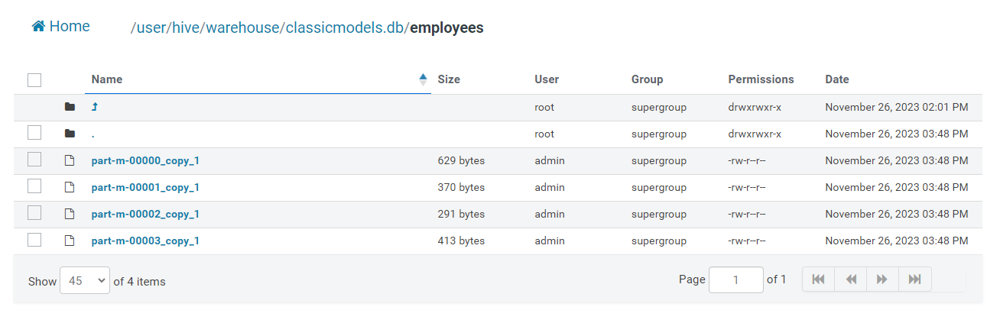 Home /user/hive/warehouse/classicmodels.db/employees
Name Size User Group Permissions Date
root supergroup drwxrwxr-x November 26, 2023 02:01 PM
. root supergroup drwxrwxr-x November 26, 2023 03:48 PM
part-m-00000_copy_1 629 bytes admin supergroup -rw-r--r-- November 26, 2023 03:48 PM
part-m-00001_copy_1 370 bytes admin supergroup -rw-r--r-- November 26, 2023 03:48 PM
part-m-00002_copy_1 291 bytes admin supergroup -rw-r--r-- November 26, 2023 03:48 PM
part-m-00003_copy_1 413 bytes admin supergroup -rw-r--r-- November 26, 2023 03:48 PM
Show 45 of 4 items Page 1 of 1